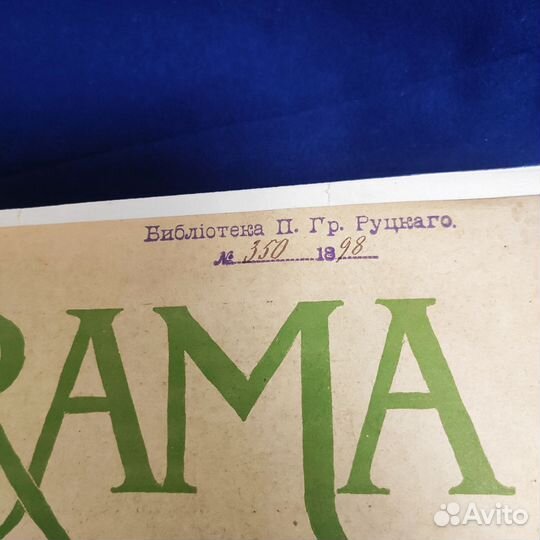 Библіотека П. Гр. Руцкаго.
№ 350 1898
RAMA
Avito